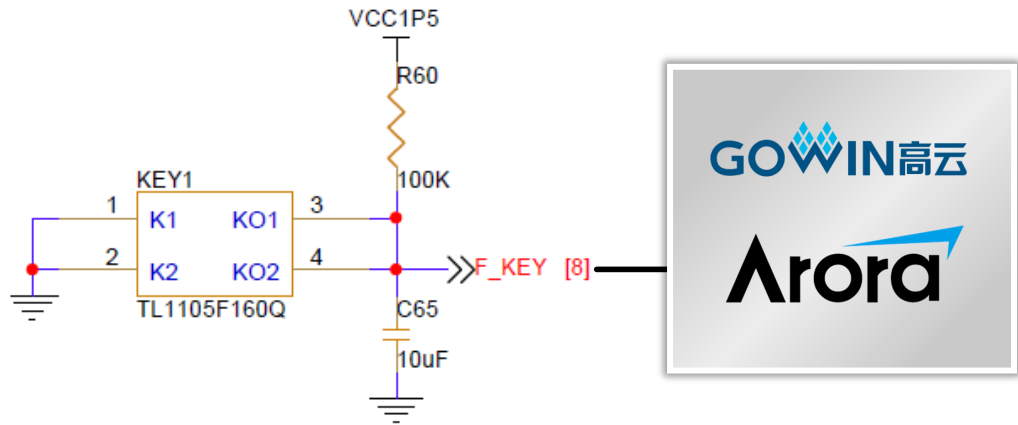 VCC1P5
R60
100K
KEY1
1 K1 KO1 3
2 K2 KO2 4
TL1105F160Q
F_KEY [8]
C65
10uF
GOWIN高云
Arora